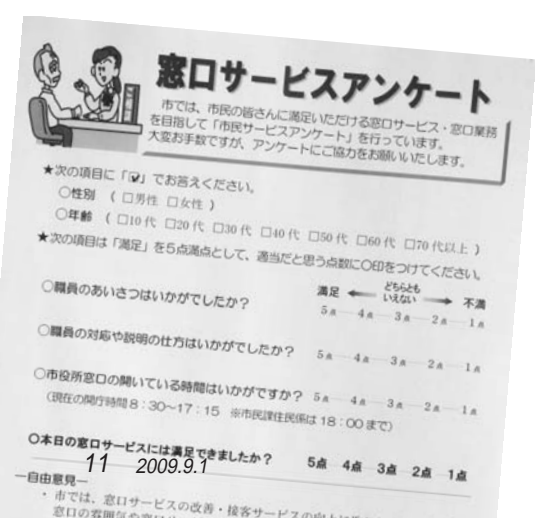 窓口サービスアンケート
市では、市民の皆さんに満足いただける窓口サービス・窓口業務
を目指して「市民サービスアンケート」を行っています。
大変お手数ですが、アンケートにご協力をお願いいたします。
★次の項目に「☑」でお答えください。
○性別 ( □男性 □女性 )
○年齢 ( □10代 □20代 □30代 □40代 □50代 □60代 □70代以上 )
★次の項目は「満足」を5点満点として、適当だと思う点数に○印をつけてください。
満足 ← どちらともいえない → 不満
○職員のあいさつはいかがでしたか? 5点 4点 3点 2点 1点
○職員の対応や説明の仕方はいかがでしたか? 5点 4点 3点 2点 1点
○市役所窓口の開いている時間はいかがですか? 5点 4点 3点 2点 1点
(現在の開庁時間8:30~17:15 ※市民課住民係は18:00まで)
○本日の窓口サービスには満足できましたか? 5点 4点 3点 2点 1点
11 2009.9.1
―自由意見―
・市では、窓口サービスの改善・接客サービスの向上に
窓口の雰囲気や窓口